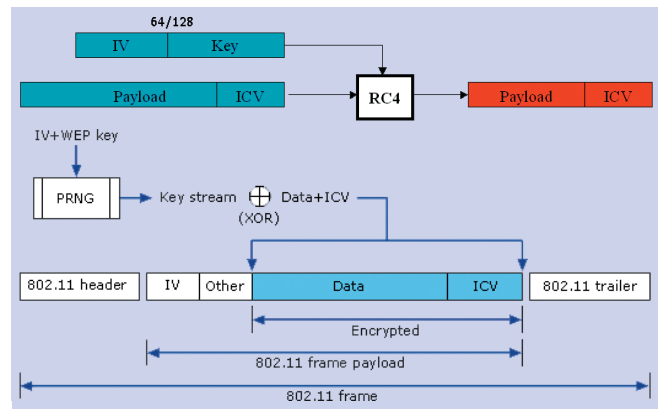 64/128
IV Key
Payload ICV
RC4
Payload ICV
IV+WEP key
PRNG
Key stream ⊕ Data+ICV
(XOR)
802.11 header
IV Other Data ICV
802.11 trailer
Encrypted
802.11 frame payload
802.11 frame